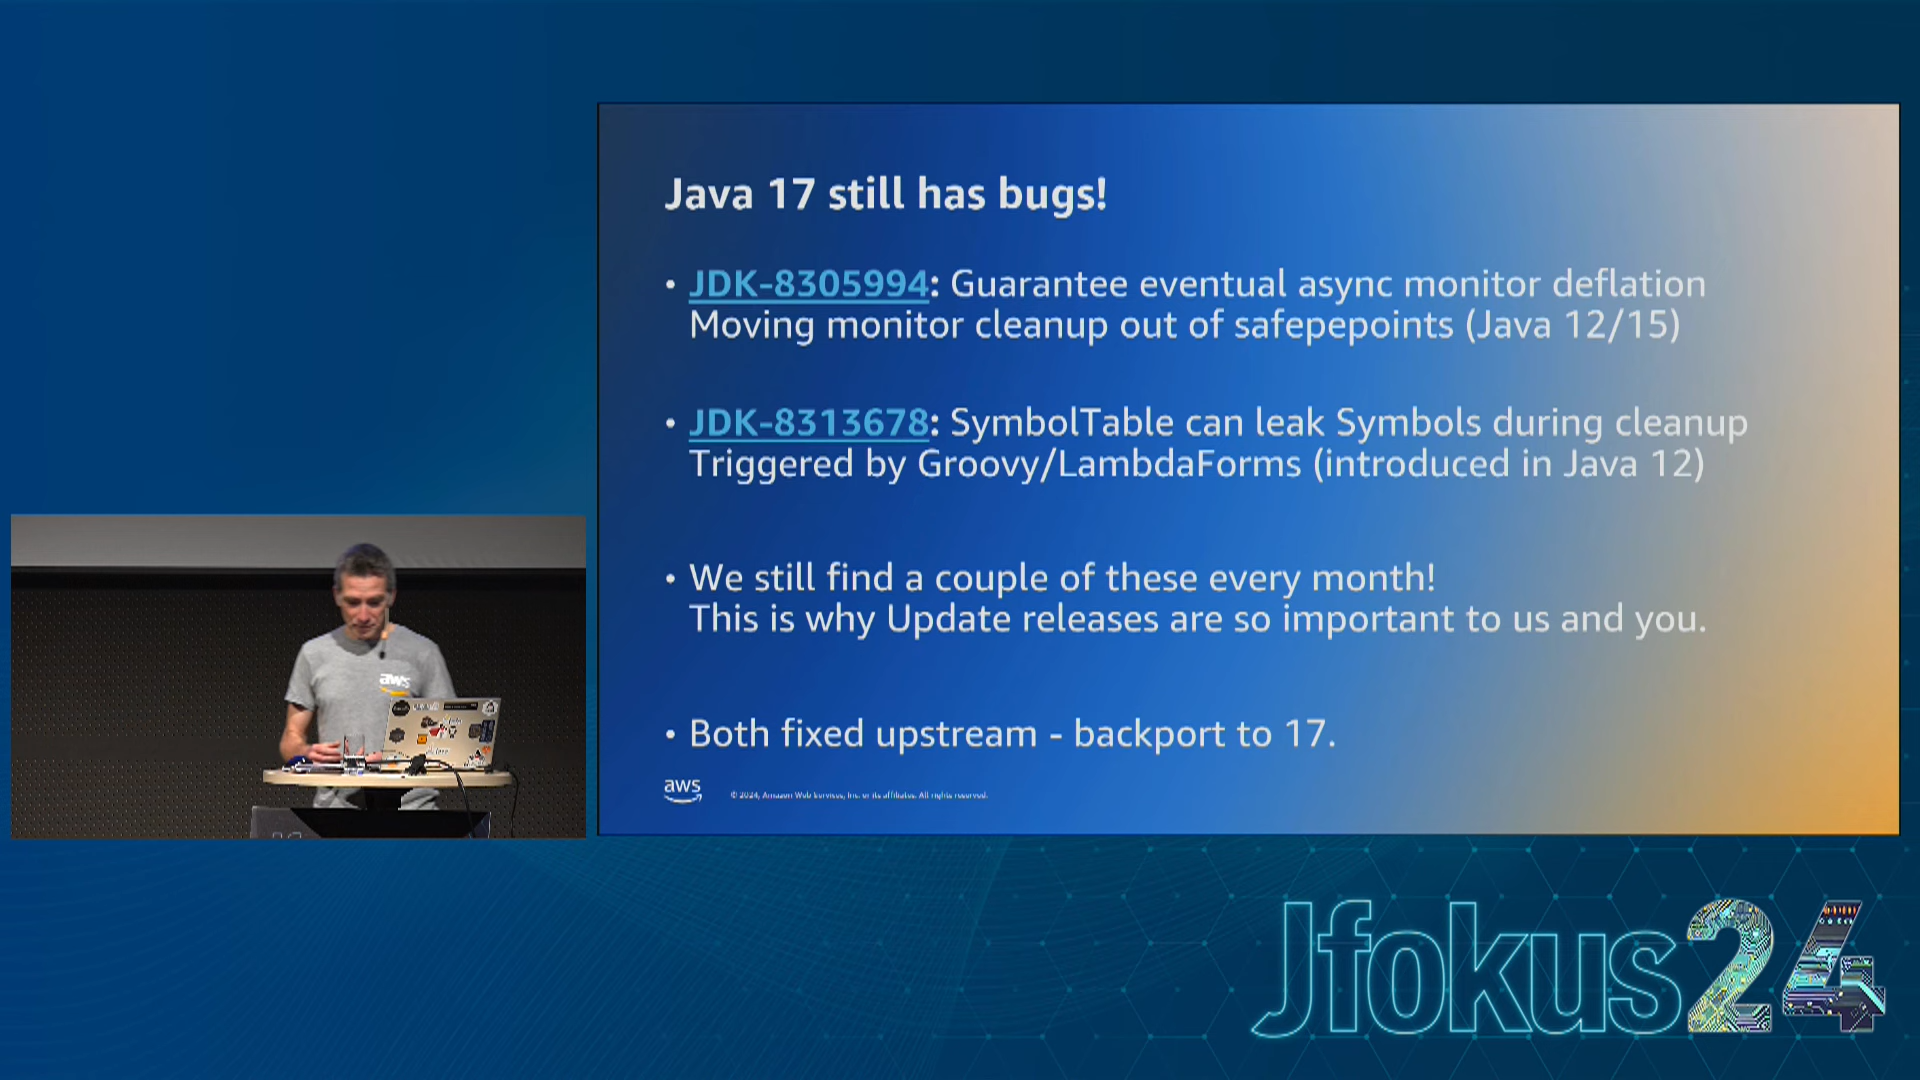 Java 17 still has bugs!
• JDK-8305994: Guarantee eventual async monitor deflation
Moving monitor cleanup out of safepepoints (Java 12/15)
• JDK-8313678: SymbolTable can leak Symbols during cleanup
Triggered by Groovy/LambdaForms (introduced in Java 12)
• We still find a couple of these every month!
This is why Update releases are so important to us and you.
• Both fixed upstream - backport to 17.
aws
© 2024, Amazon Web Services, Inc. or its affiliates. All rights reserved.
aws
Jfokus24